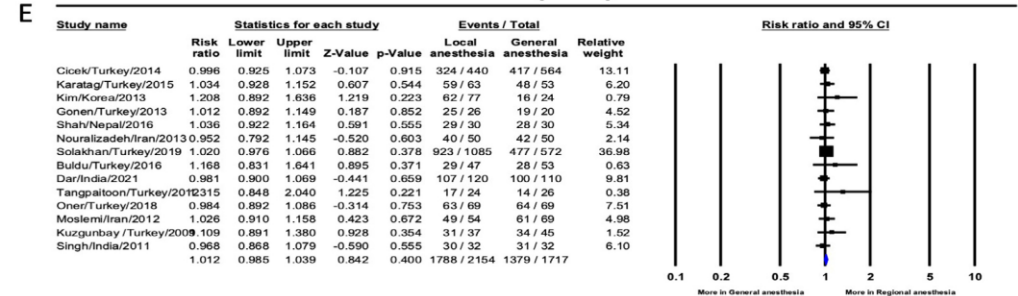 E
Study name Statistics for each study Events / Total Risk ratio and 95% CI
Risk Lower Upper Local General Relative
ratio limit limit Z-Value p-Value anesthesia anesthesia weight
Cicek/Turkey/2014 0.996 0.925 1.073 -0.107 0.915 324 / 440 417 / 564 13.11
Karatag/Turkey/2015 1.034 0.928 1.152 0.607 0.544 59 / 63 48 / 53 6.20
Kim/Korea/2013 1.208 0.892 1.636 1.219 0.223 62 / 77 16 / 24 0.79
Gonen/Turkey/2013 1.012 0.892 1.149 0.187 0.852 25 / 26 19 / 20 4.52
Shah/Nepal/2016 1.036 0.922 1.164 0.591 0.555 29 / 30 28 / 30 5.34
Nouralizadeh/Iran/2013 0.952 0.792 1.145 -0.520 0.603 40 / 50 42 / 50 2.14
Solakhan/Turkey/2019 1.020 0.976 1.066 0.882 0.378 923 / 1085 477 / 572 36.98
Buldu/Turkey/2016 1.168 0.831 1.641 0.895 0.371 29 / 47 28 / 53 0.63
Dar/India/2021 0.981 0.900 1.069 -0.441 0.659 107 / 120 100 / 110 9.81
Tangpaitoon/Turkey/2012 .315 0.848 2.040 1.225 0.221 17 / 24 14 / 26 0.38
Oner/Turkey/2018 0.984 0.892 1.086 -0.314 0.753 63 / 69 64 / 69 7.51
Moslemi/Iran/2012 1.026 0.910 1.158 0.423 0.672 49 / 54 61 / 69 4.98
Kuzgunbay /Turkey/2009 .109 0.891 1.380 0.928 0.354 31 / 37 34 / 45 1.52
Singh/India/2011 0.968 0.868 1.079 -0.590 0.555 30 / 32 31 / 32 6.10
1.012 0.985 1.039 0.842 0.400 1788 / 2154 1379 / 1717
0.1 0.2 0.5 1 2 5 10
More in General anesthesia More in Regional anesthesia